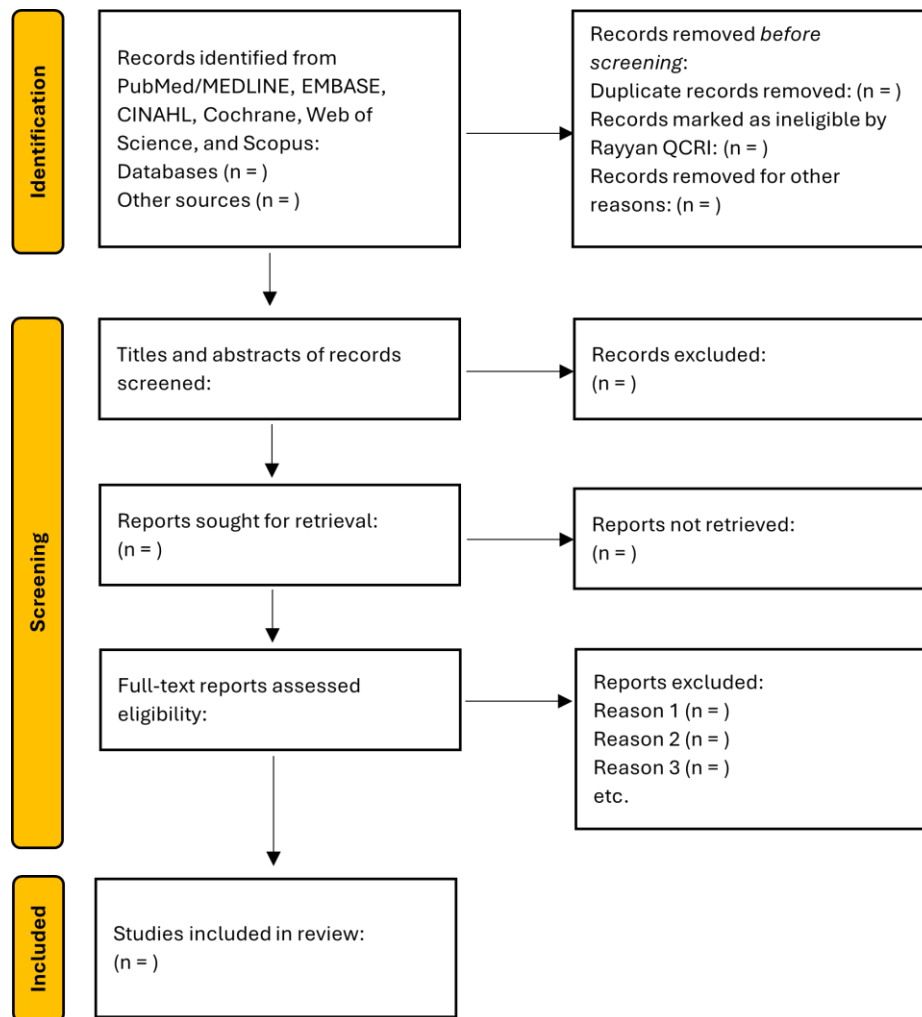 Identification
Records identified from
PubMed/MEDLINE, EMBASE,
CINAHL, Cochrane, Web of
Science, and Scopus:
Databases (n = )
Other sources (n = )
Records removed before
screening:
Duplicate records removed: (n = )
Records marked as ineligible by
Rayyan QCRI: (n = )
Records removed for other
reasons: (n = )
Screening
Titles and abstracts of records
screened:
Records excluded:
(n = )
Reports sought for retrieval:
(n = )
Reports not retrieved:
(n = )
Full-text reports assessed
eligibility:
Reports excluded:
Reason 1 (n = )
Reason 2 (n = )
Reason 3 (n = )
etc.
Included
Studies included in review:
(n = )